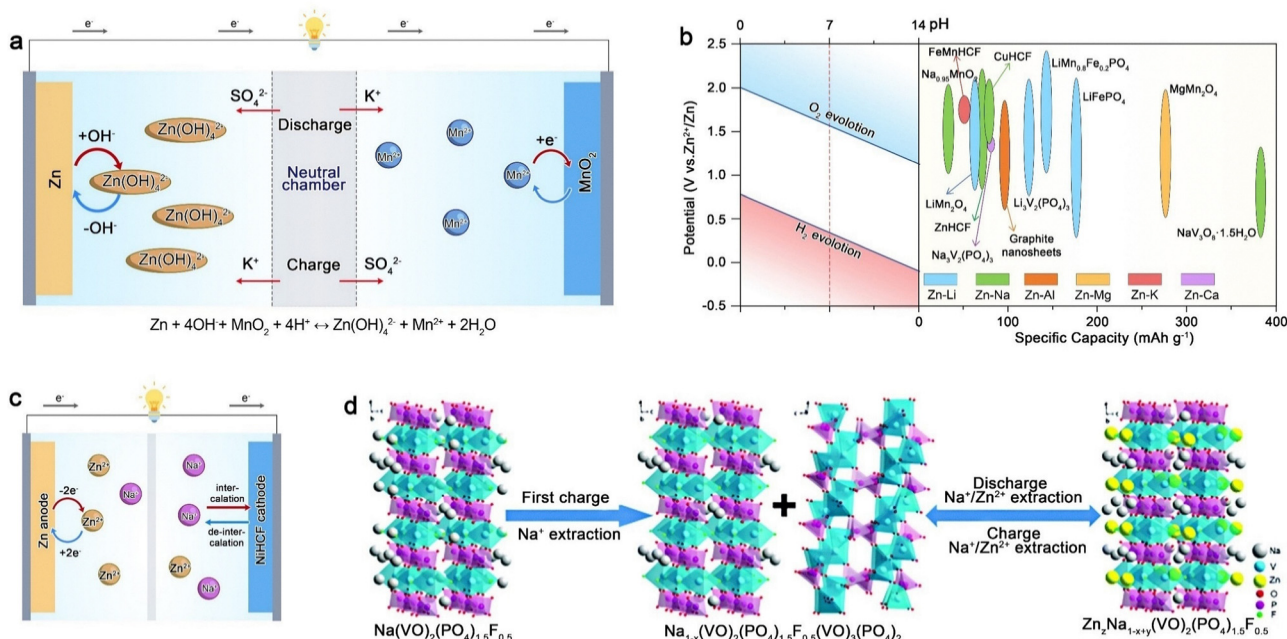 a
e⁻ e⁻ e⁻ e⁻
SO₄²⁻ K⁺
Discharge
Neutral
chamber
Charge
K⁺ SO₄²⁻
Zn
+OH⁻
-OH⁻
Zn(OH)₄²⁻
Zn(OH)₄²⁻
Zn(OH)₄²⁻
Zn(OH)₄²⁻
Mn²⁺
Mn²⁺
Mn²⁺
Mn²⁺
+e⁻
MnO₂
Zn + 4OH⁻+ MnO₂ + 4H⁺ ↔ Zn(OH)₄²⁻ + Mn²⁺ + 2H₂O
b
0 7 14 pH
Potential (V vs.Zn²⁺/Zn)
2.5
2.0
1.5
1.0
0.5
0.0
-0.5
O₂ evolotion
H₂ evolotion
FeMnHCF
CuHCF
Na₀.₉₅MnO₂
LiMn₀.₈Fe₀.₂PO₄
LiFePO₄
MgMn₂O₄
LiMn₂O₄
ZnHCF
Na₃V₂(PO₄)₃
Li₃V₂(PO₄)₃
Graphite
nanosheets
NaV₃O₈·1.5H₂O
Zn-Li Zn-Na Zn-Al Zn-Mg Zn-K Zn-Ca
100 200 300 400
Specific Capacity (mAh g⁻¹)
c
e⁻ e⁻
Zn anode
-2e⁻
+2e⁻
Zn²⁺
Zn²⁺
Zn²⁺
Zn²⁺
Na⁺
Na⁺
Na⁺
Na⁺
inter-
calation
de-inter-
calation
NiHCF cathode
d
First charge
Na⁺ extraction
+
Discharge
Na⁺/Zn²⁺ extraction
Charge
Na⁺/Zn²⁺ extraction
Na
V
Zn
O
P
F
Na(VO)₂(PO₄)₁.₅F₀.₅
Na₁₋ₓ(VO)₂(PO₄)₁.₅F₀.₅(VO)₃(PO₄)₂
ZnₓNa₁₋ₓ₊ᵧ(VO)₂(PO₄)₁.₅F₀.₅